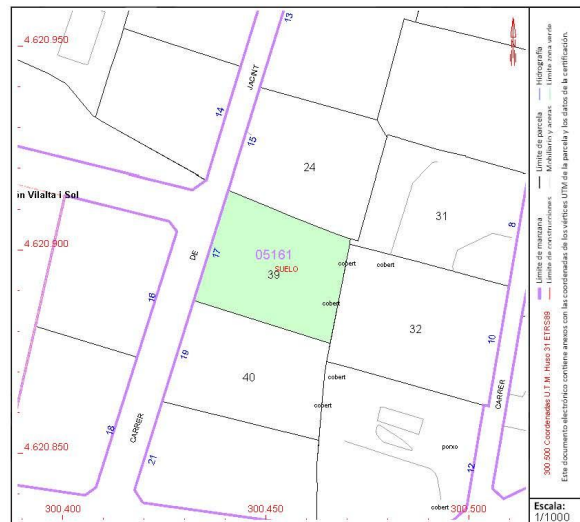 4.620.950
13
14
JACINT
15
24
31
in Vilalta i Sol
8
4.620.900
DE
17
05161
SUELO
39
cobert
cobert
cobert
16
10
32
19
40
cobert
cobert
CARRER
18
CARRER
21
4.620.850
porxo
12
cobert
300.400
300.450
300.500
Límite de manzana
Límite de parcela
Límite de construcciones
Hidrografía
Mobiliario y aceras
Límite zona verde
300.500 Coordenadas U.T.M. Huso 31 ETRS89
Este documento electrónico contiene anexos con las coordenadas de los vértices UTM de la parcela y los datos de la certificación.
Escala:
1/1000